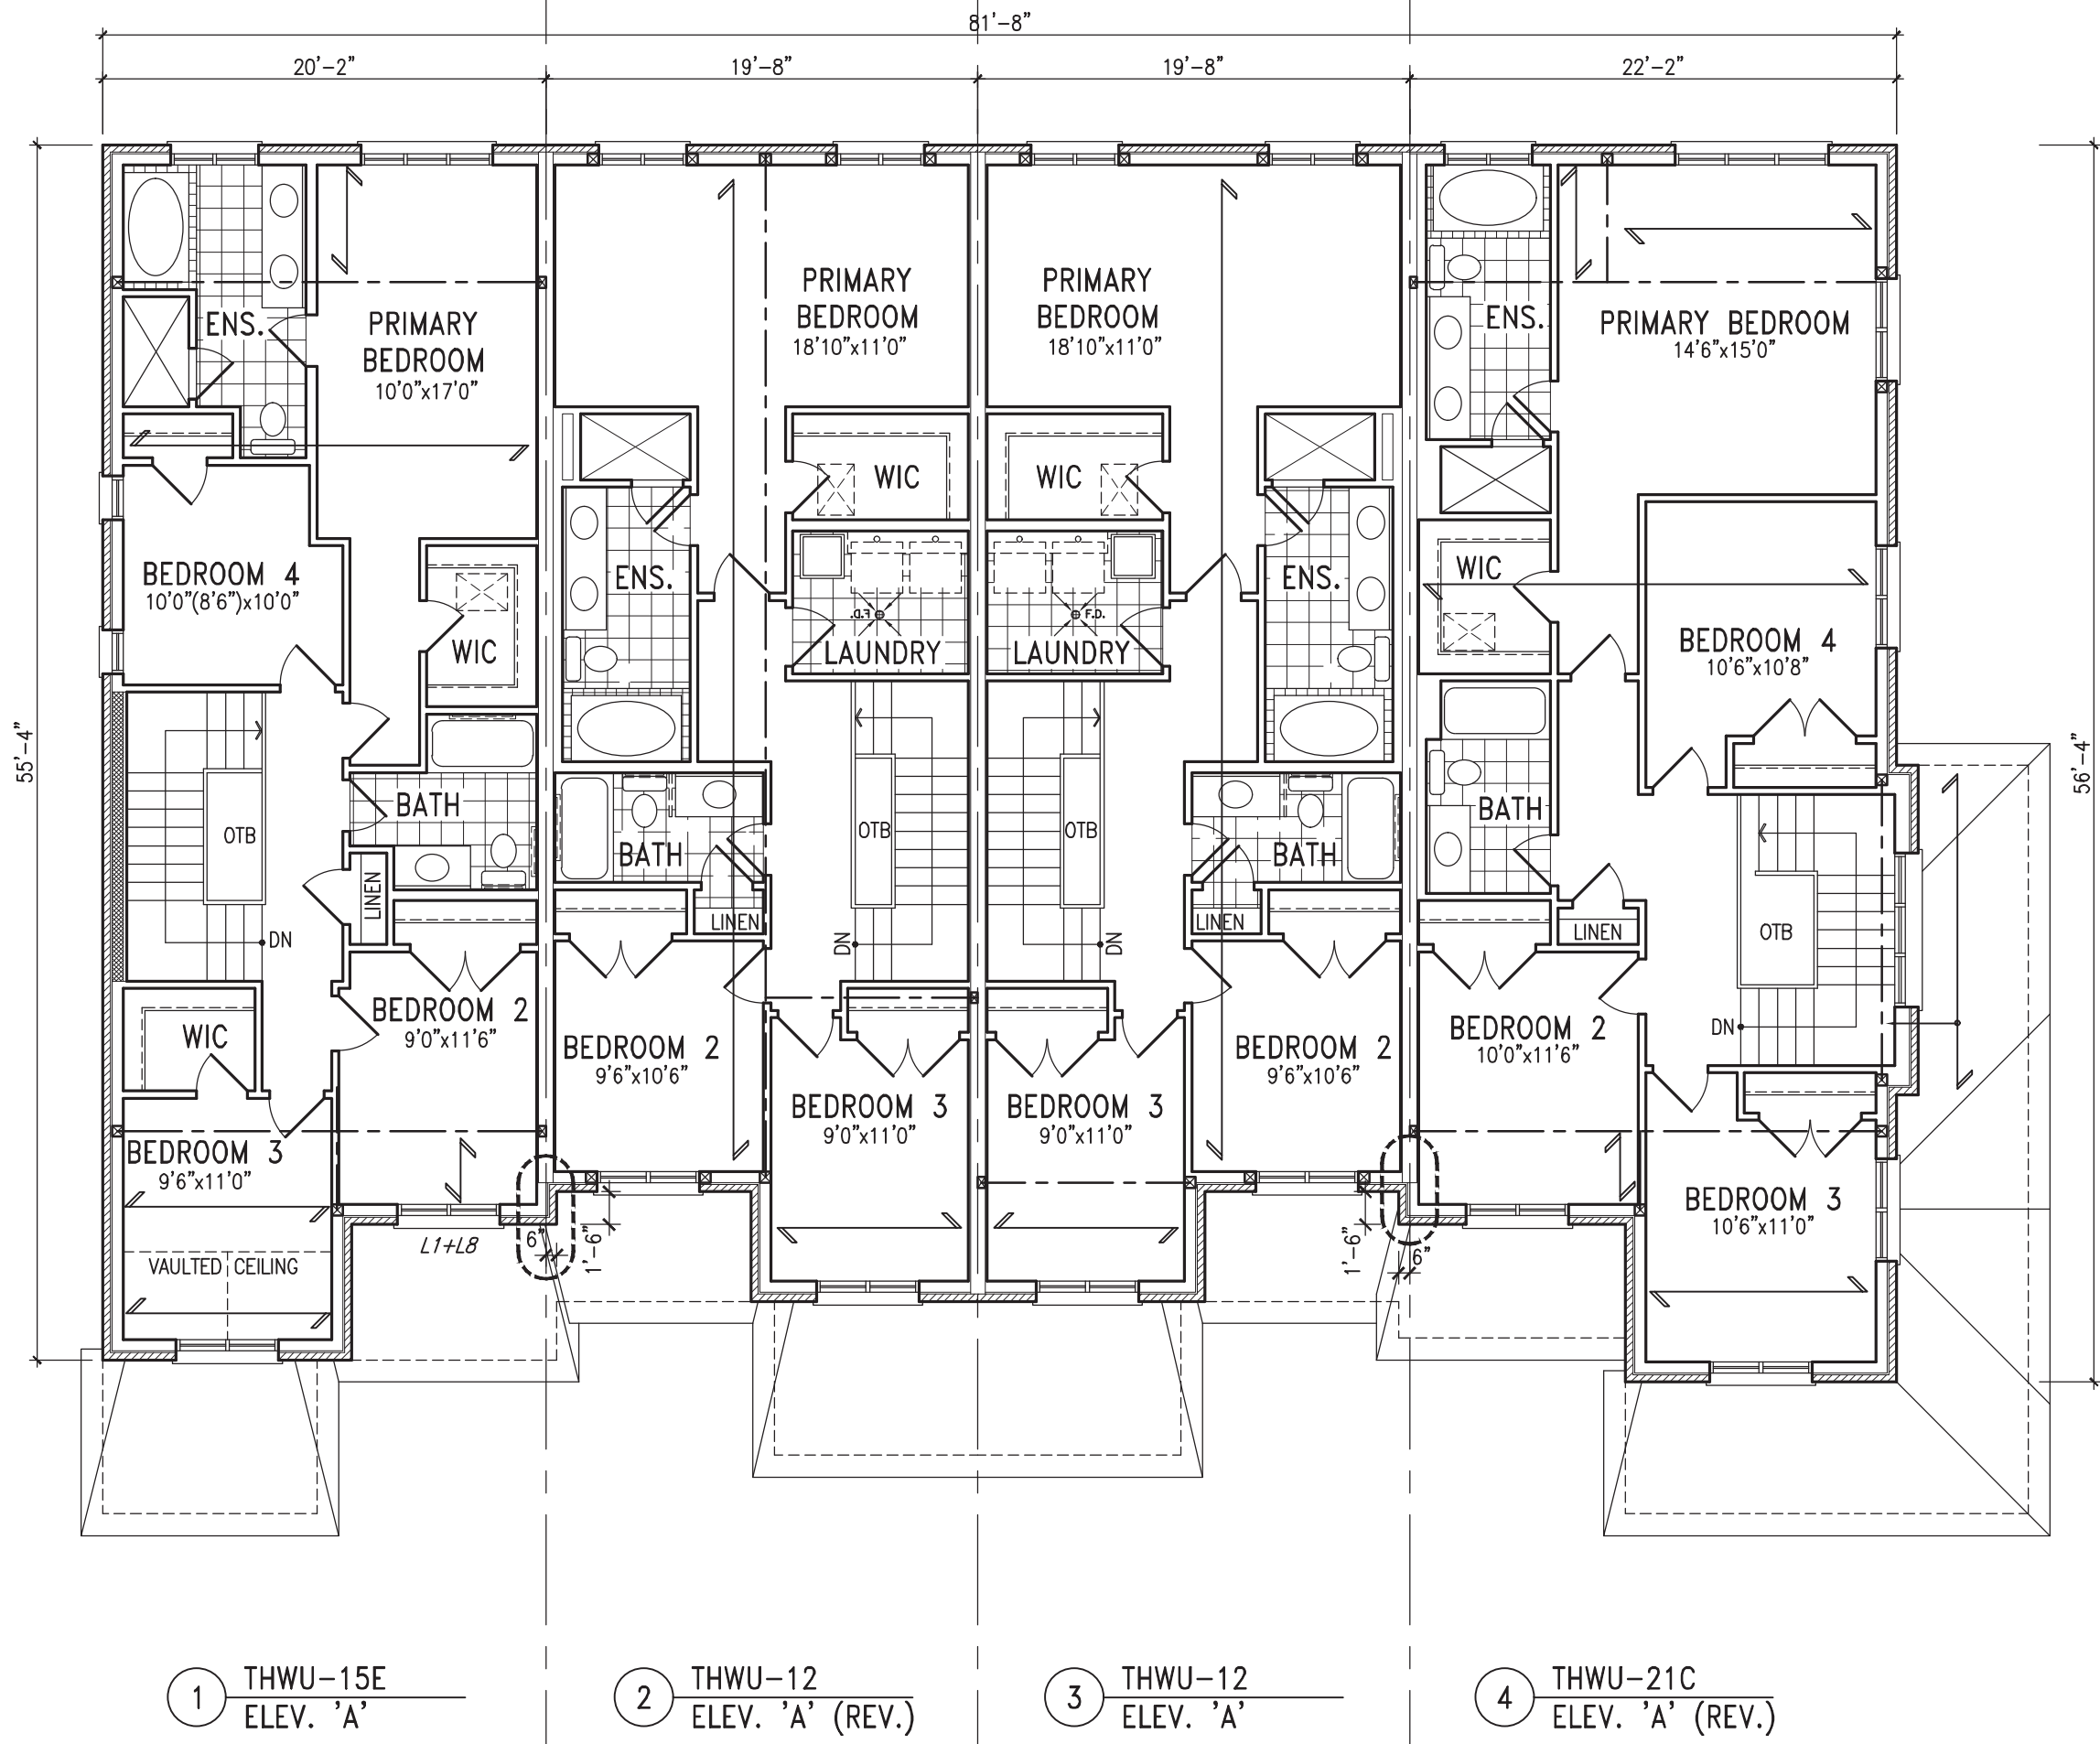 81'-8"
20'-2"
19'-8"
19'-8"
22'-2"
55'-4"
56'-4"
ENS.
PRIMARY
BEDROOM
10'0"x17'0"
BEDROOM 4
10'0"(8'6")x10'0"
WIC
BATH
OTB
LINEN
DN
WIC
BEDROOM 2
9'0"x11'6"
BEDROOM 3
9'6"x11'0"
VAULTED CEILING
L1+L8
6"
1'-6"
PRIMARY
BEDROOM
18'10"x11'0"
WIC
ENS.
F.D.
LAUNDRY
BATH
OTB
LINEN
DN
BEDROOM 2
9'6"x10'6"
BEDROOM 3
9'0"x11'0"
PRIMARY
BEDROOM
18'10"x11'0"
WIC
ENS.
F.D.
LAUNDRY
OTB
BATH
LINEN
DN
BEDROOM 2
9'6"x10'6"
BEDROOM 3
9'0"x11'0"
1'-6"
6"
ENS.
PRIMARY BEDROOM
14'6"x15'0"
WIC
BEDROOM 4
10'6"x10'8"
BATH
LINEN
OTB
DN
BEDROOM 2
10'0"x11'6"
BEDROOM 3
10'6"x11'0"
1
THWU-15E
ELEV. 'A'
2
THWU-12
ELEV. 'A' (REV.)
3
THWU-12
ELEV. 'A'
4
THWU-21C
ELEV. 'A' (REV.)